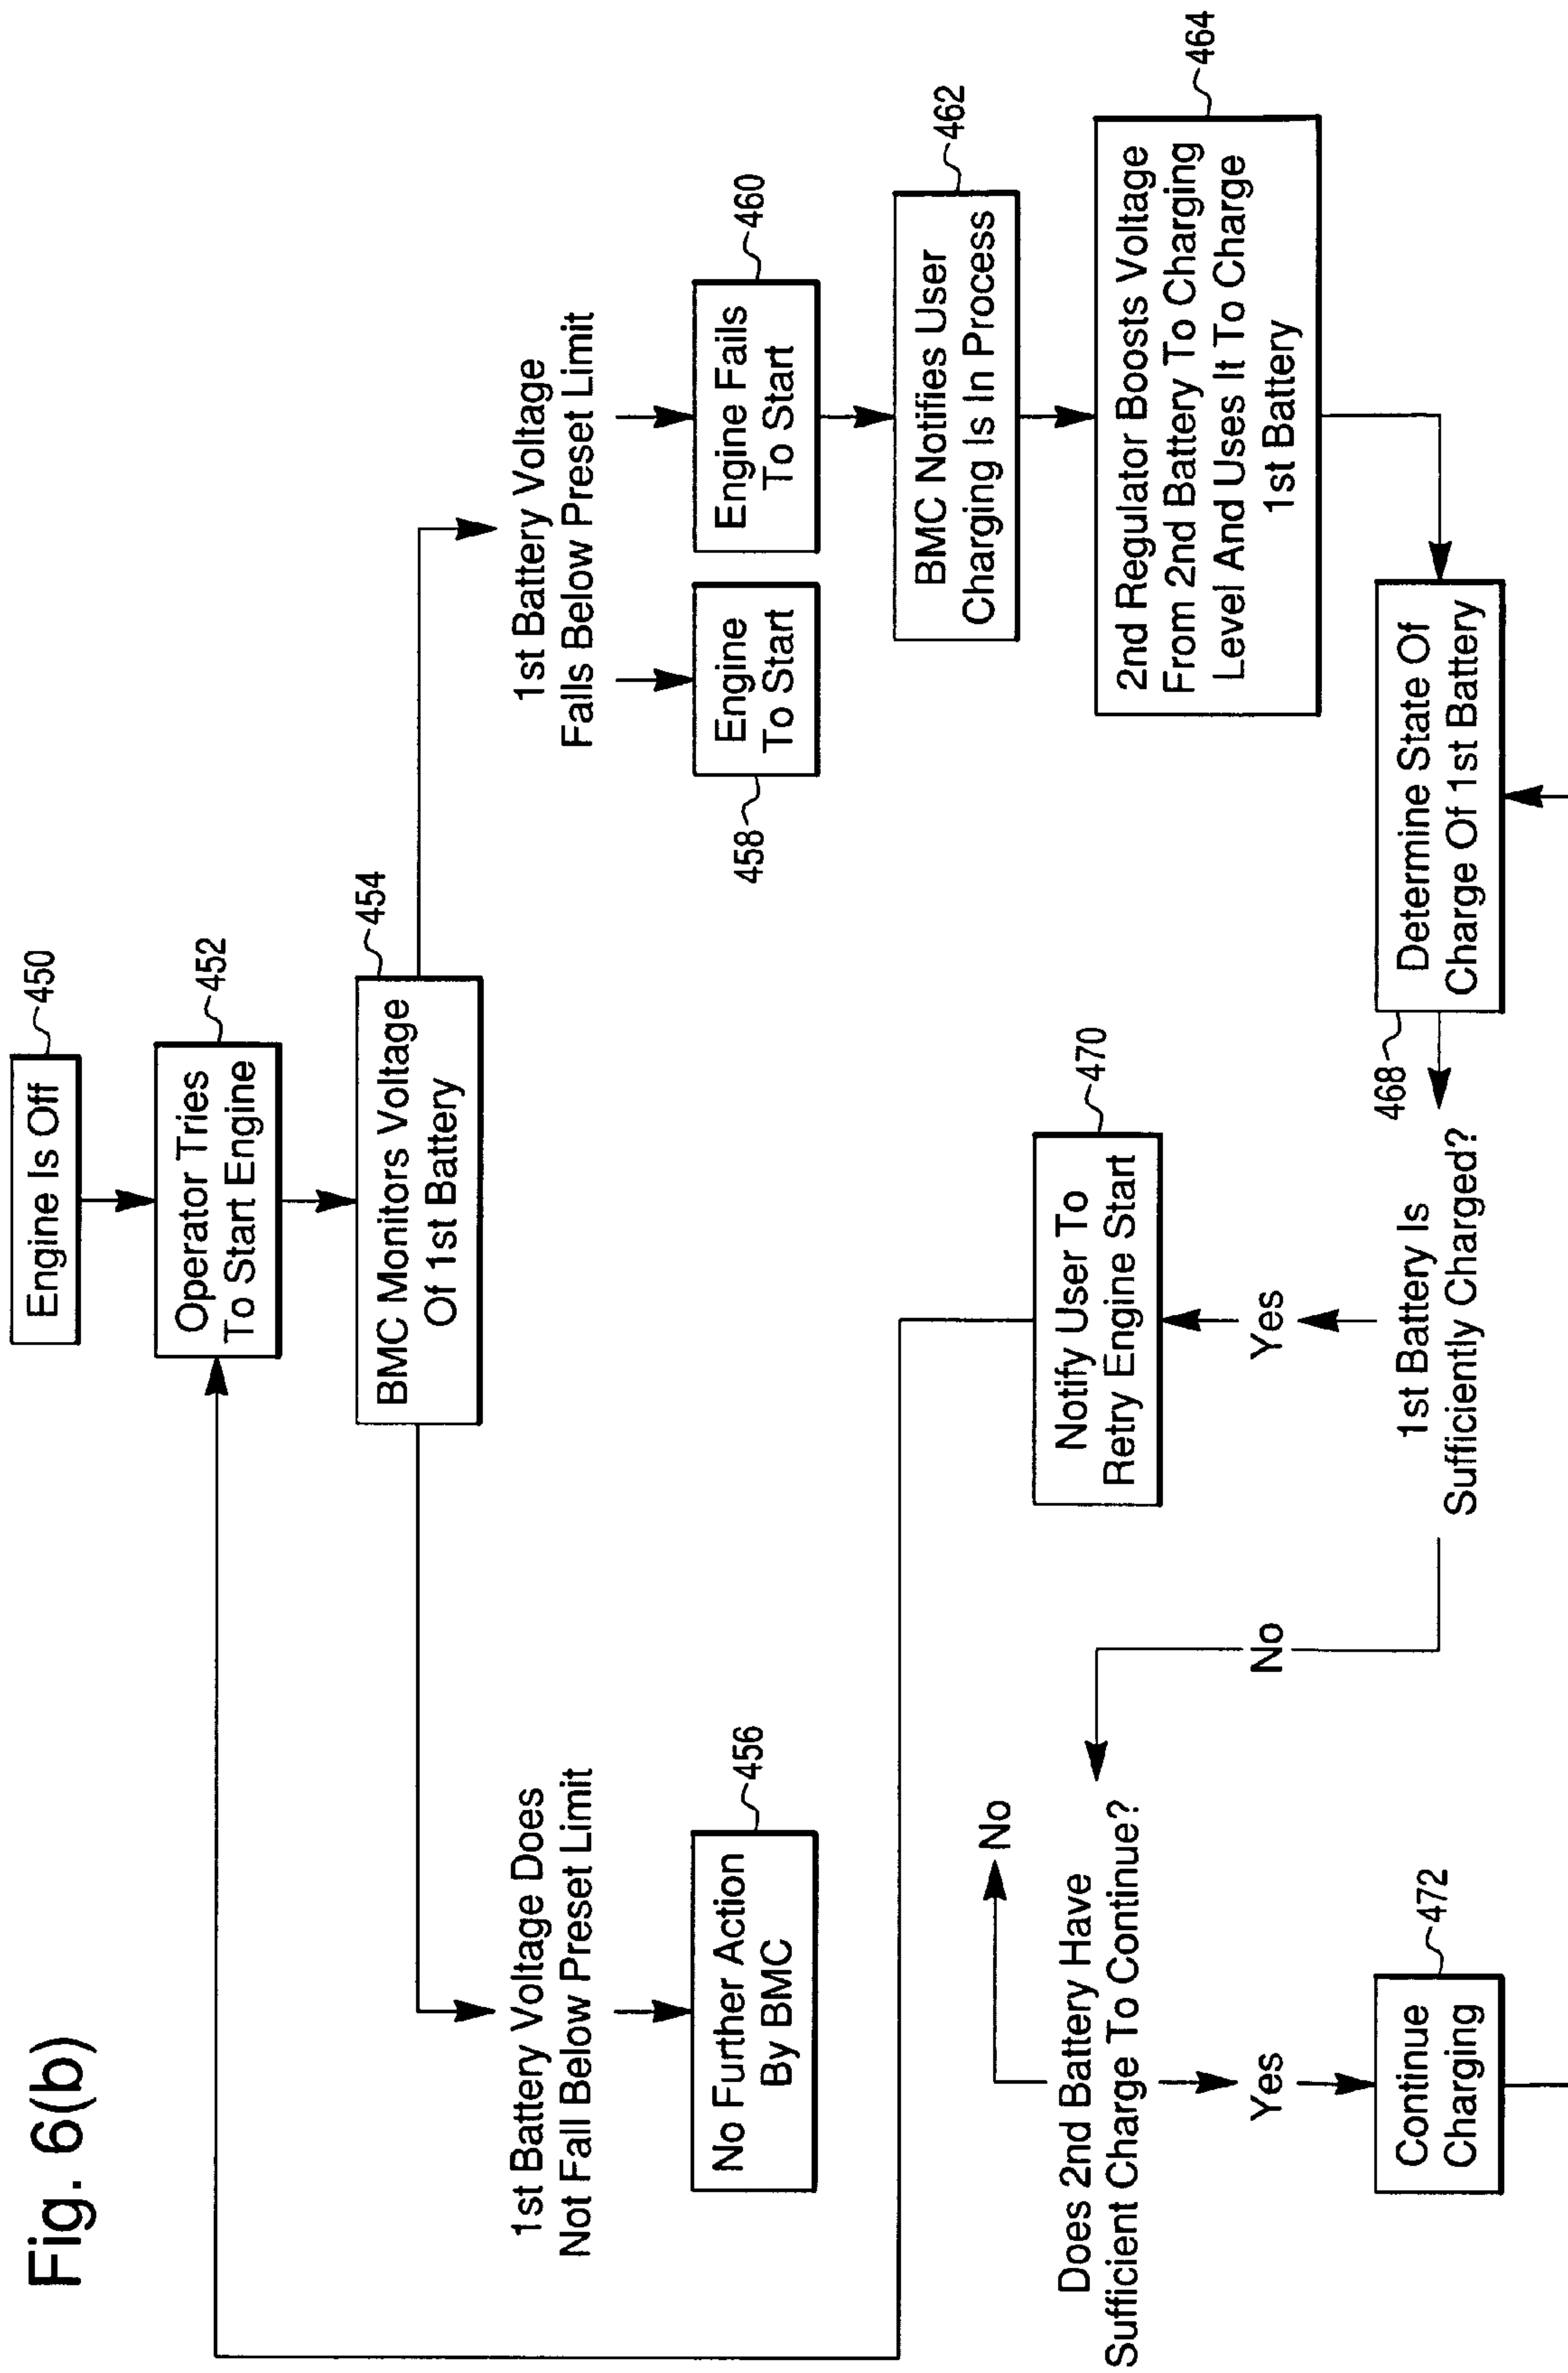 Fig. 6(b)
Engine Is Off
450
Operator Tries
To Start Engine
452
BMC Monitors Voltage
Of 1st Battery
454
1st Battery Voltage Does
Not Fall Below Preset Limit
No Further Action
By BMC
456
1st Battery Voltage
Falls Below Preset Limit
Engine
To Start
458
Engine Fails
To Start
460
BMC Notifies User
Charging Is In Process
462
2nd Regulator Boosts Voltage
From 2nd Battery To Charging
Level And Uses It To Charge
1st Battery
464
Determine State Of
Charge Of 1st Battery
468
1st Battery Is
Sufficiently Charged?
Yes
Notify User To
Retry Engine Start
470
No
Does 2nd Battery Have
Sufficient Charge To Continue?
No
Yes
Continue
Charging
472